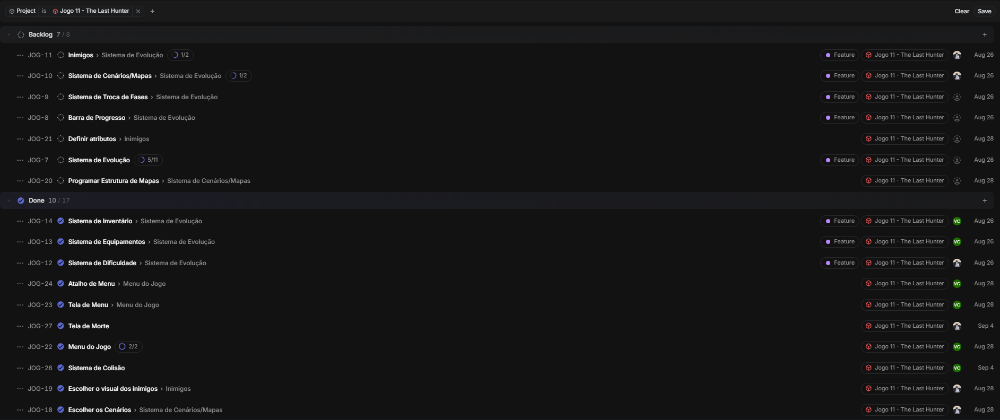 Project is Jogo 11 - The Last Hunter Clear Save
Backlog 7 / 8
--- JOG-11 Inimigos › Sistema de Evolução 1/2 Feature Jogo 11 - The Last Hunter Aug 26
--- JOG-10 Sistema de Cenários/Mapas › Sistema de Evolução 1/2 Feature Jogo 11 - The Last Hunter Aug 26
--- JOG-9 Sistema de Troca de Fases › Sistema de Evolução Feature Jogo 11 - The Last Hunter Aug 26
--- JOG-8 Barra de Progresso › Sistema de Evolução Feature Jogo 11 - The Last Hunter Aug 26
--- JOG-21 Definir atributos › Inimigos Jogo 11 - The Last Hunter Aug 28
--- JOG-7 Sistema de Evolução 5/11 Feature Jogo 11 - The Last Hunter Aug 26
--- JOG-20 Programar Estrutura de Mapas › Sistema de Cenários/Mapas Jogo 11 - The Last Hunter Aug 28
Done 10 / 17
--- JOG-14 Sistema de Inventário › Sistema de Evolução Feature Jogo 11 - The Last Hunter VC Aug 26
--- JOG-13 Sistema de Equipamentos › Sistema de Evolução Feature Jogo 11 - The Last Hunter VC Aug 26
--- JOG-12 Sistema de Dificuldade › Sistema de Evolução Feature Jogo 11 - The Last Hunter Aug 26
--- JOG-24 Atalho de Menu › Menu do Jogo Jogo 11 - The Last Hunter VC Aug 28
--- JOG-23 Tela de Menu › Menu do Jogo Jogo 11 - The Last Hunter VC Aug 28
--- JOG-27 Tela de Morte Jogo 11 - The Last Hunter Sep 4
--- JOG-22 Menu do Jogo 2/2 Jogo 11 - The Last Hunter VC Aug 28
--- JOG-26 Sistema de Colisão Jogo 11 - The Last Hunter VC Sep 4
--- JOG-19 Escolher o visual dos inimigos › Inimigos Jogo 11 - The Last Hunter Aug 28
--- JOG-18 Escolher os Cenários › Sistema de Cenários/Mapas Jogo 11 - The Last Hunter Aug 28